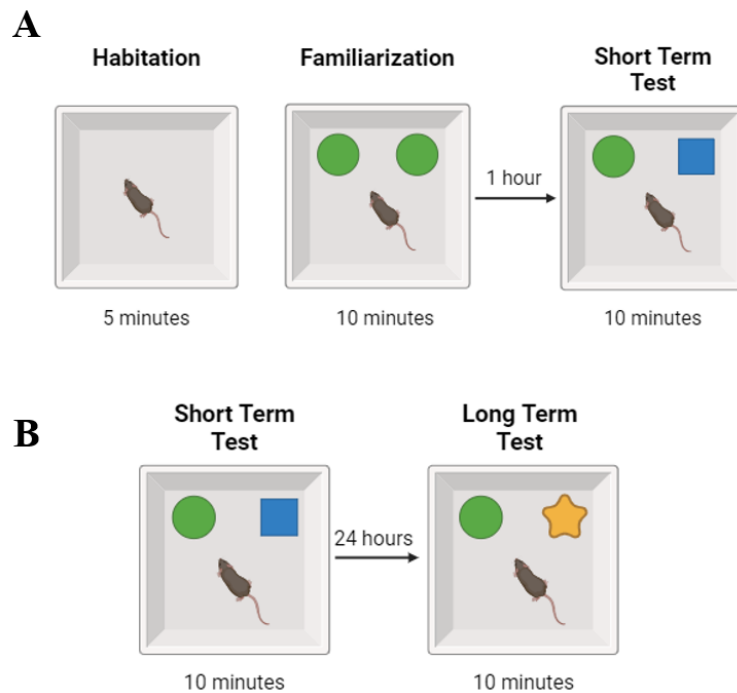 A
Habitation
Familiarization
Short Term
Test
1 hour
5 minutes
10 minutes
10 minutes
B
Short Term
Test
Long Term
Test
24 hours
10 minutes
10 minutes